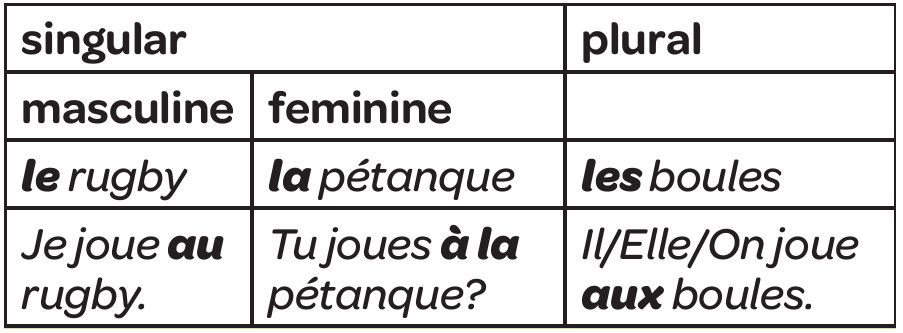 singular plural
masculine feminine
le rugby la pétanque les boules
Je joue au Tu joues à la Il/Elle/On joue
rugby. pétanque? aux boules.